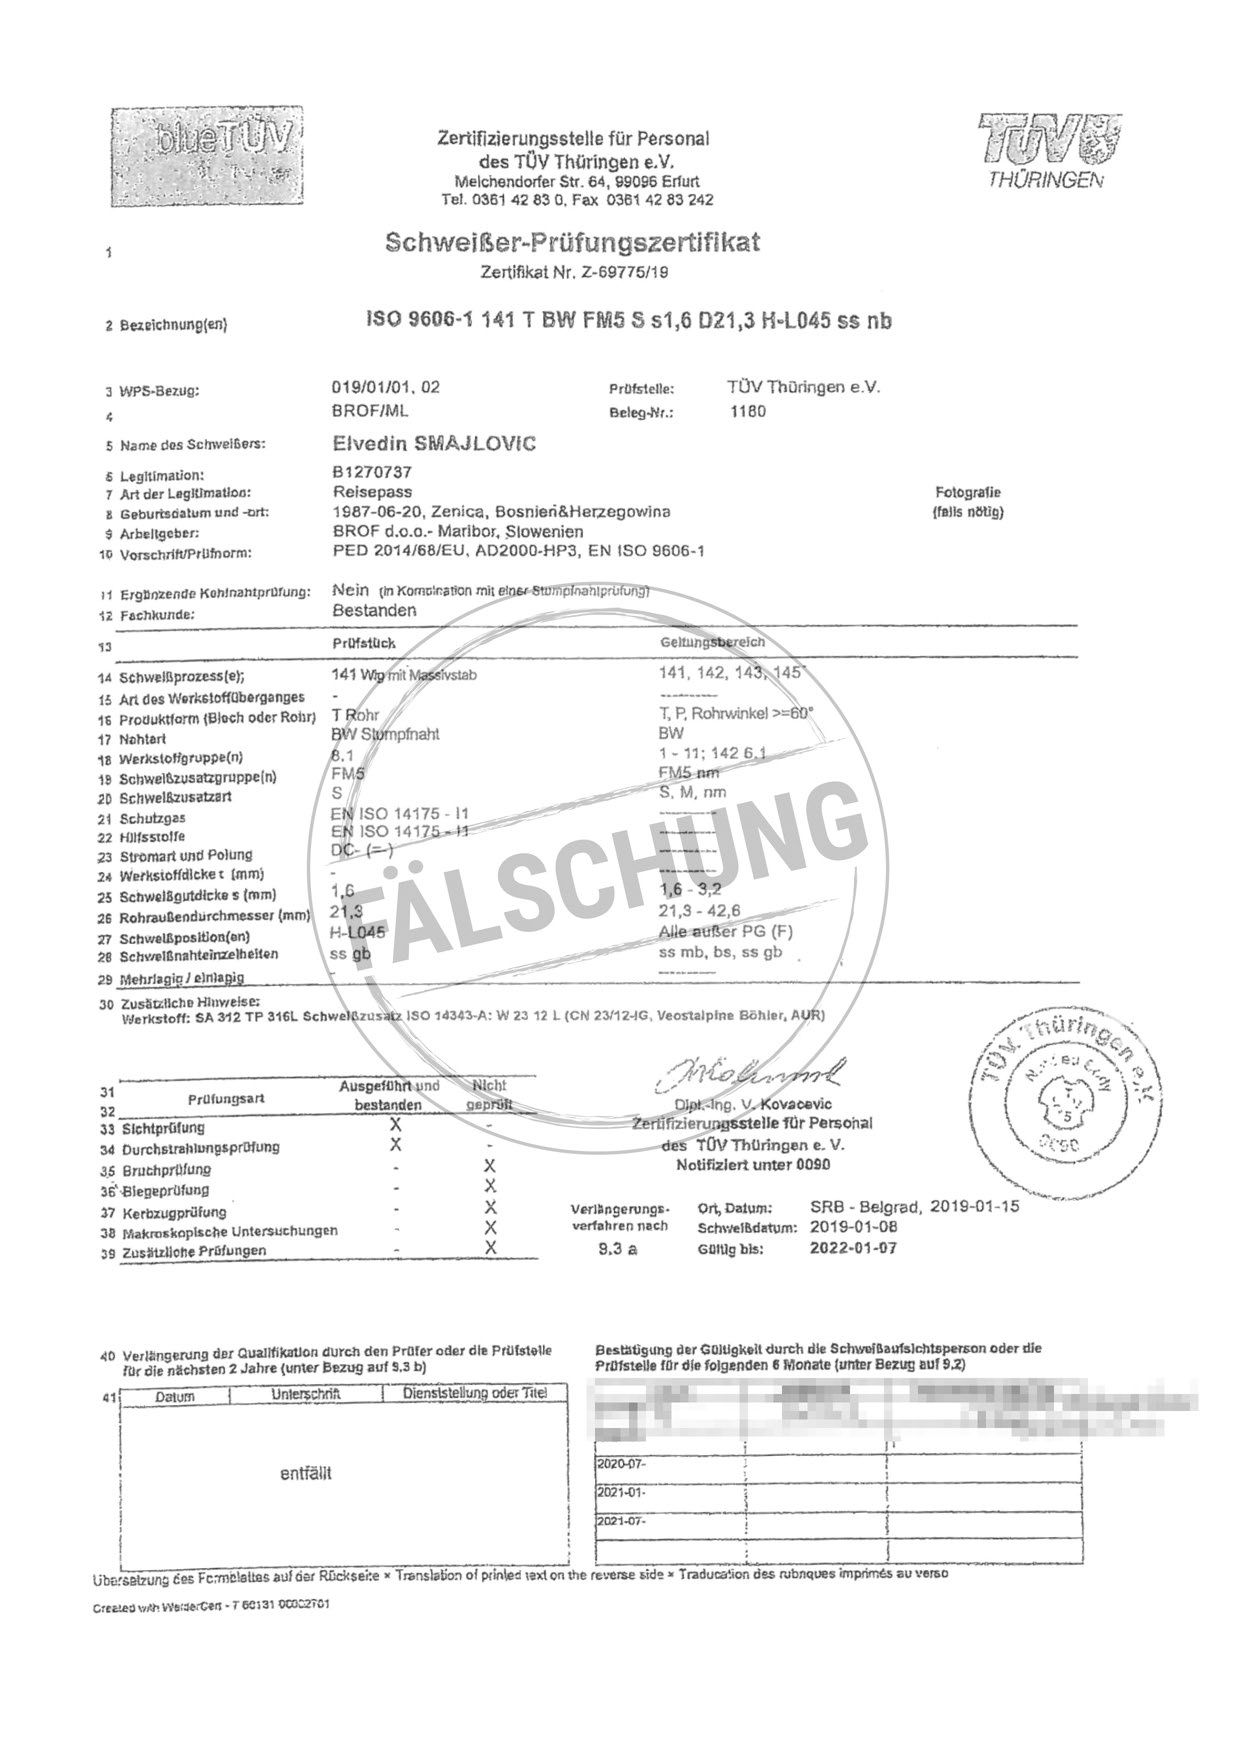 blueTÜV
TÜV
THÜRINGEN
Zertifizierungsstelle für Personal
des TÜV Thüringen e.V.
Melchendorfer Str. 64, 99096 Erfurt
Tel. 0361 42 83 0, Fax 0361 42 83 242
1 Schweißer-Prüfungszertifikat
Zertifikat Nr. Z-69775/19
2 Bezeichnung(en) ISO 9606-1 141 T BW FM5 S s1,6 D21,3 H-L045 ss nb
3 WPS-Bezug: 019/01/01, 02 Prüfstelle: TÜV Thüringen e.V.
4 BROF/ML Beleg-Nr.: 1180
5 Name des Schweißers: Elvedin SMAJLOVIC
6 Legitimation: B1270737
7 Art der Legitimation: Reisepass Fotografie
8 Geburtsdatum und -ort: 1987-06-20, Zenica, Bosnien&Herzegowina (falls nötig)
9 Arbeitgeber: BROF d.o.o.- Maribor, Slowenien
10 Vorschrift/Prüfnorm: PED 2014/68/EU, AD2000-HP3, EN ISO 9606-1
11 Ergänzende Kehlnahtprüfung: Nein (in Kombination mit einer Stumpfnahtprüfung)
12 Fachkunde: Bestanden
13 Prüfstück Geltungsbereich
14 Schweißprozess(e); 141 Wig mit Massivstab 141, 142, 143, 145
15 Art des Werkstoffüberganges - --------
16 Produktform (Blech oder Rohr) T Rohr T, P, Rohrwinkel >=60°
17 Nahtart BW Stumpfnaht BW
18 Werkstoffgruppe(n) 8.1 1 - 11; 142 6.1
19 Schweißzusatzgruppe(n) FM5 FM5 nm
20 Schweißzusatzart S S, M, nm
21 Schutzgas EN ISO 14175 - I1 --------
22 Hilfsstoffe EN ISO 14175 - I1 --------
23 Stromart und Polung DC- (=-) --------
24 Werkstoffdicke t (mm) - --------
25 Schweißgutdicke s (mm) 1,6 1,6 - 3,2
26 Rohraußendurchmesser (mm) 21,3 21,3 - 42,6
27 Schweißposition(en) H-L045 Alle außer PG (F)
28 Schweißnahteinzelheiten ss gb ss mb, bs, ss gb
29 Mehrlagig / einlagig - --------
FÄLSCHUNG
30 Zusätzliche Hinweise:
Werkstoff: SA 312 TP 316L Schweißzusatz ISO 14343-A: W 23 12 L (CN 23/12-IG, Veostalpine Böhler, AUR)
31 Prüfungsart Ausgeführt und Nicht
32 bestanden geprüft
33 Sichtprüfung X -
34 Durchstrahlungsprüfung X -
35 Bruchprüfung - X
36 Biegeprüfung - X
37 Kerbzugprüfung - X
38 Makroskopische Untersuchungen - X
39 Zusätzliche Prüfungen - X
Dipl.-Ing. V. Kovacevic
Zertifizierungsstelle für Personal
des TÜV Thüringen e. V.
Notifiziert unter 0090
TÜV Thüringen e.V.
Notified Body
0090
Verlängerungs-
verfahren nach
9.3 a
Ort, Datum: SRB - Belgrad, 2019-01-15
Schweißdatum: 2019-01-08
Gültig bis: 2022-01-07
40 Verlängerung der Qualifikation durch den Prüfer oder die Prüfstelle
für die nächsten 2 Jahre (unter Bezug auf 9.3 b)
41 Datum Unterschrift Dienststellung oder Titel
entfällt
Bestätigung der Gültigkeit durch die Schweißaufsichtsperson oder die
Prüfstelle für die folgenden 6 Monate (unter Bezug auf 9.2)
2020-07-
2021-01-
2021-07-
Übersetzung des Formblattes auf der Rückseite × Translation of printed text on the reverse side × Traducation des rubriques imprimés au verso
Created with WelderCert - T 60131 00002701